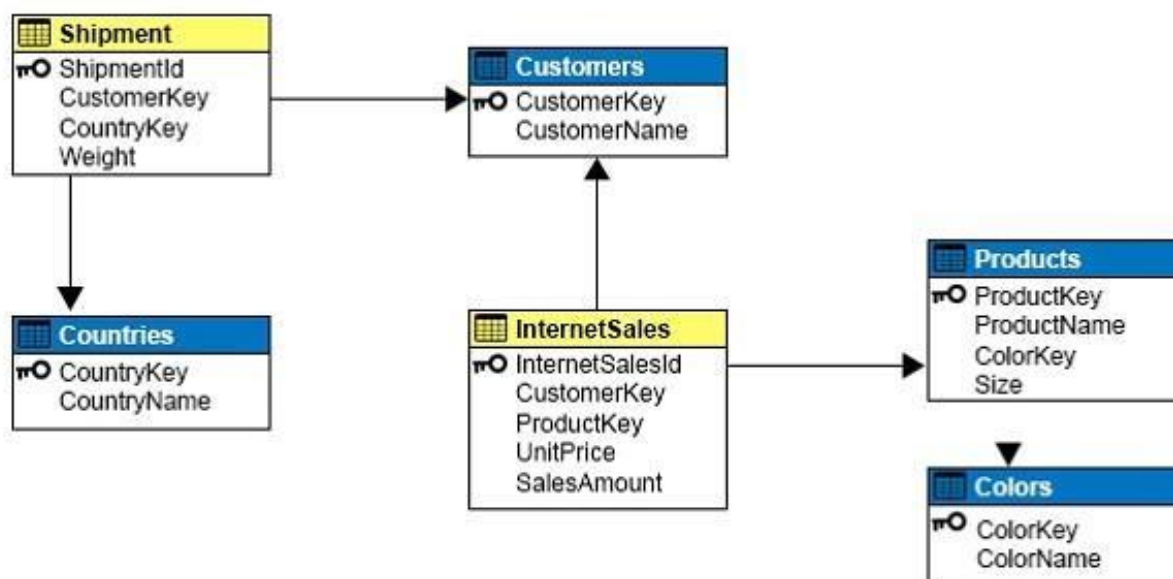 Shipment
ShipmentId
CustomerKey
CountryKey
Weight
Customers
CustomerKey
CustomerName
Countries
CountryKey
CountryName
InternetSales
InternetSalesId
CustomerKey
ProductKey
UnitPrice
SalesAmount
Products
ProductKey
ProductName
ColorKey
Size
Colors
ColorKey
ColorName